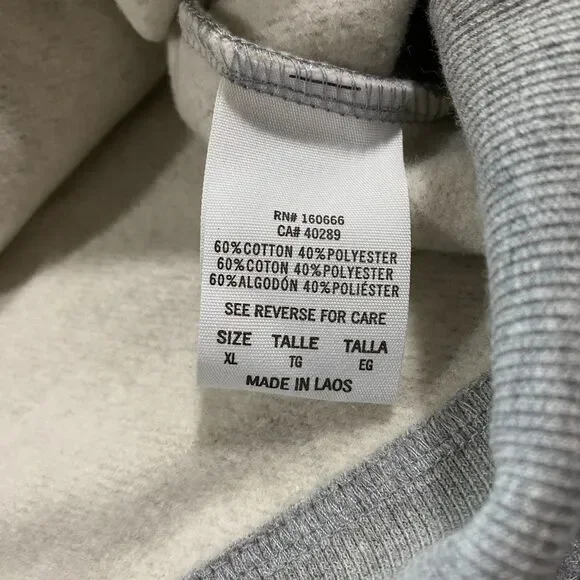 RN# 160666
CA# 40289
60%COTTON 40%POLYESTER
60%COTON 40%POLYESTER
60%ALGODÓN 40%POLIÉSTER
SEE REVERSE FOR CARE
SIZE TALLE TALLA
XL TG EG
MADE IN LAOS